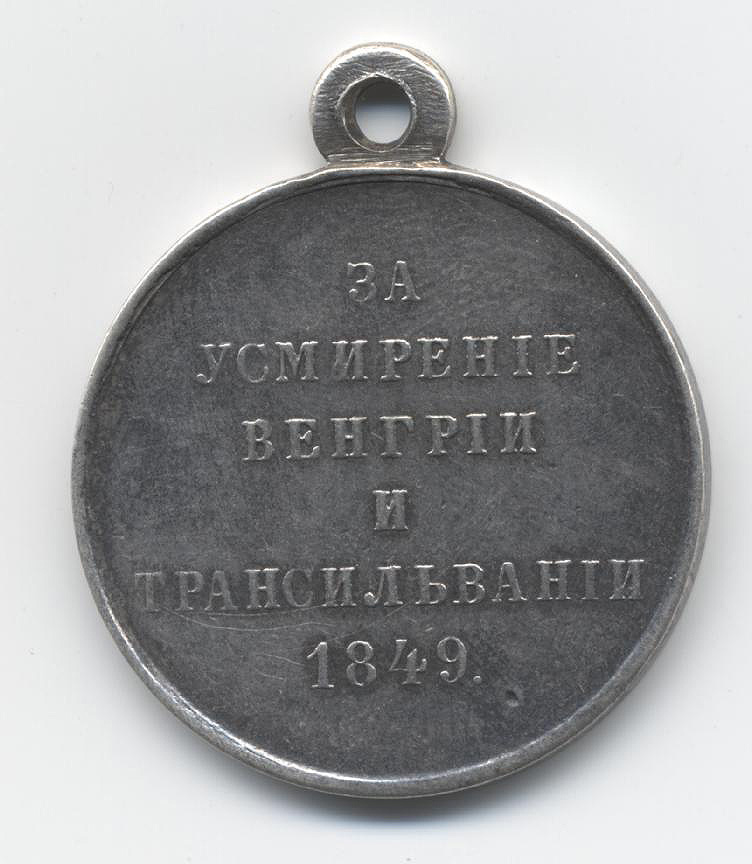 ЗА
УСМИРЕНІЕ
ВЕНГРІИ
И
ТРАНСИЛЬВАНІИ
1849.